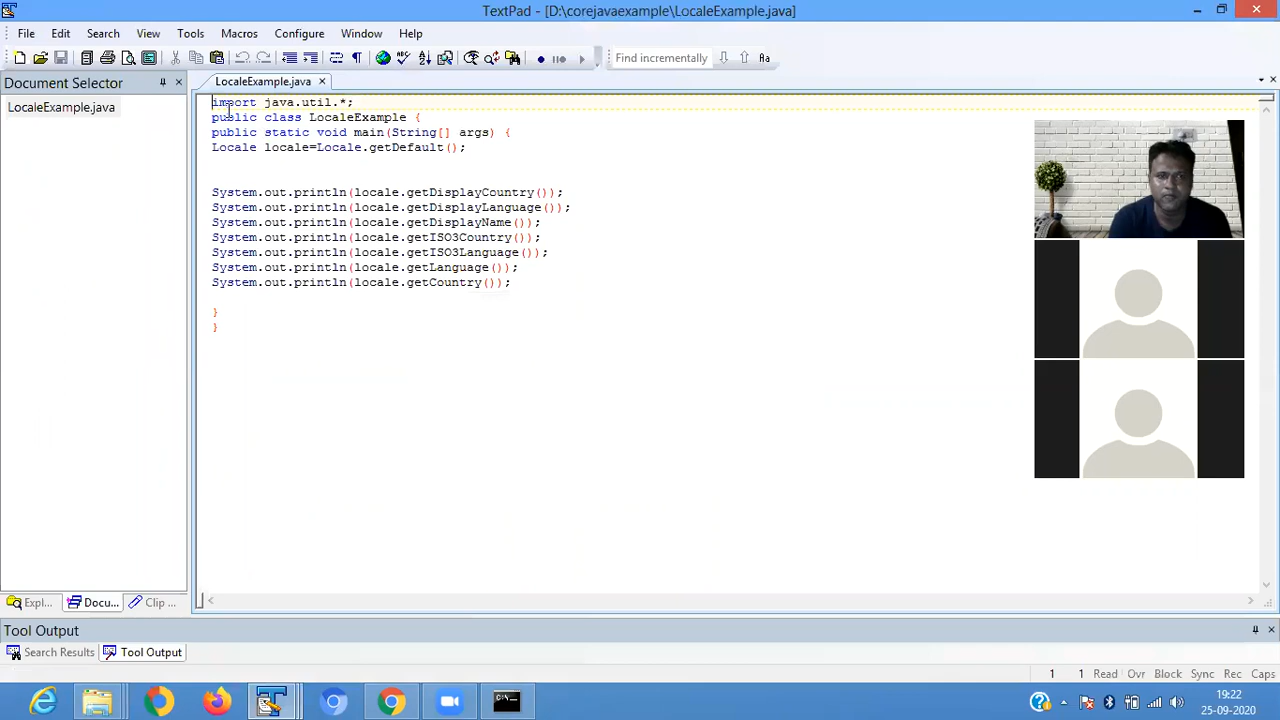 TextPad - [D:\corejavaexample\LocaleExample.java]
File Edit Search View Tools Macros Configure Window Help
Find incrementally
Aa
Document Selector
LocaleExample.java
LocaleExample.java
import java.util.*;
public class LocaleExample {
public static void main(String[] args) {
Locale locale=Locale.getDefault();
System.out.println(locale.getDisplayCountry());
System.out.println(locale.getDisplayLanguage());
System.out.println(locale.getDisplayName());
System.out.println(locale.getISO3Country());
System.out.println(locale.getISO3Language());
System.out.println(locale.getLanguage());
System.out.println(locale.getCountry());
}
}
Expl... Docu... Clip ...
Tool Output
Search Results Tool Output
1 1 Read Ovr Block Sync Rec Caps
19:22
25-09-2020